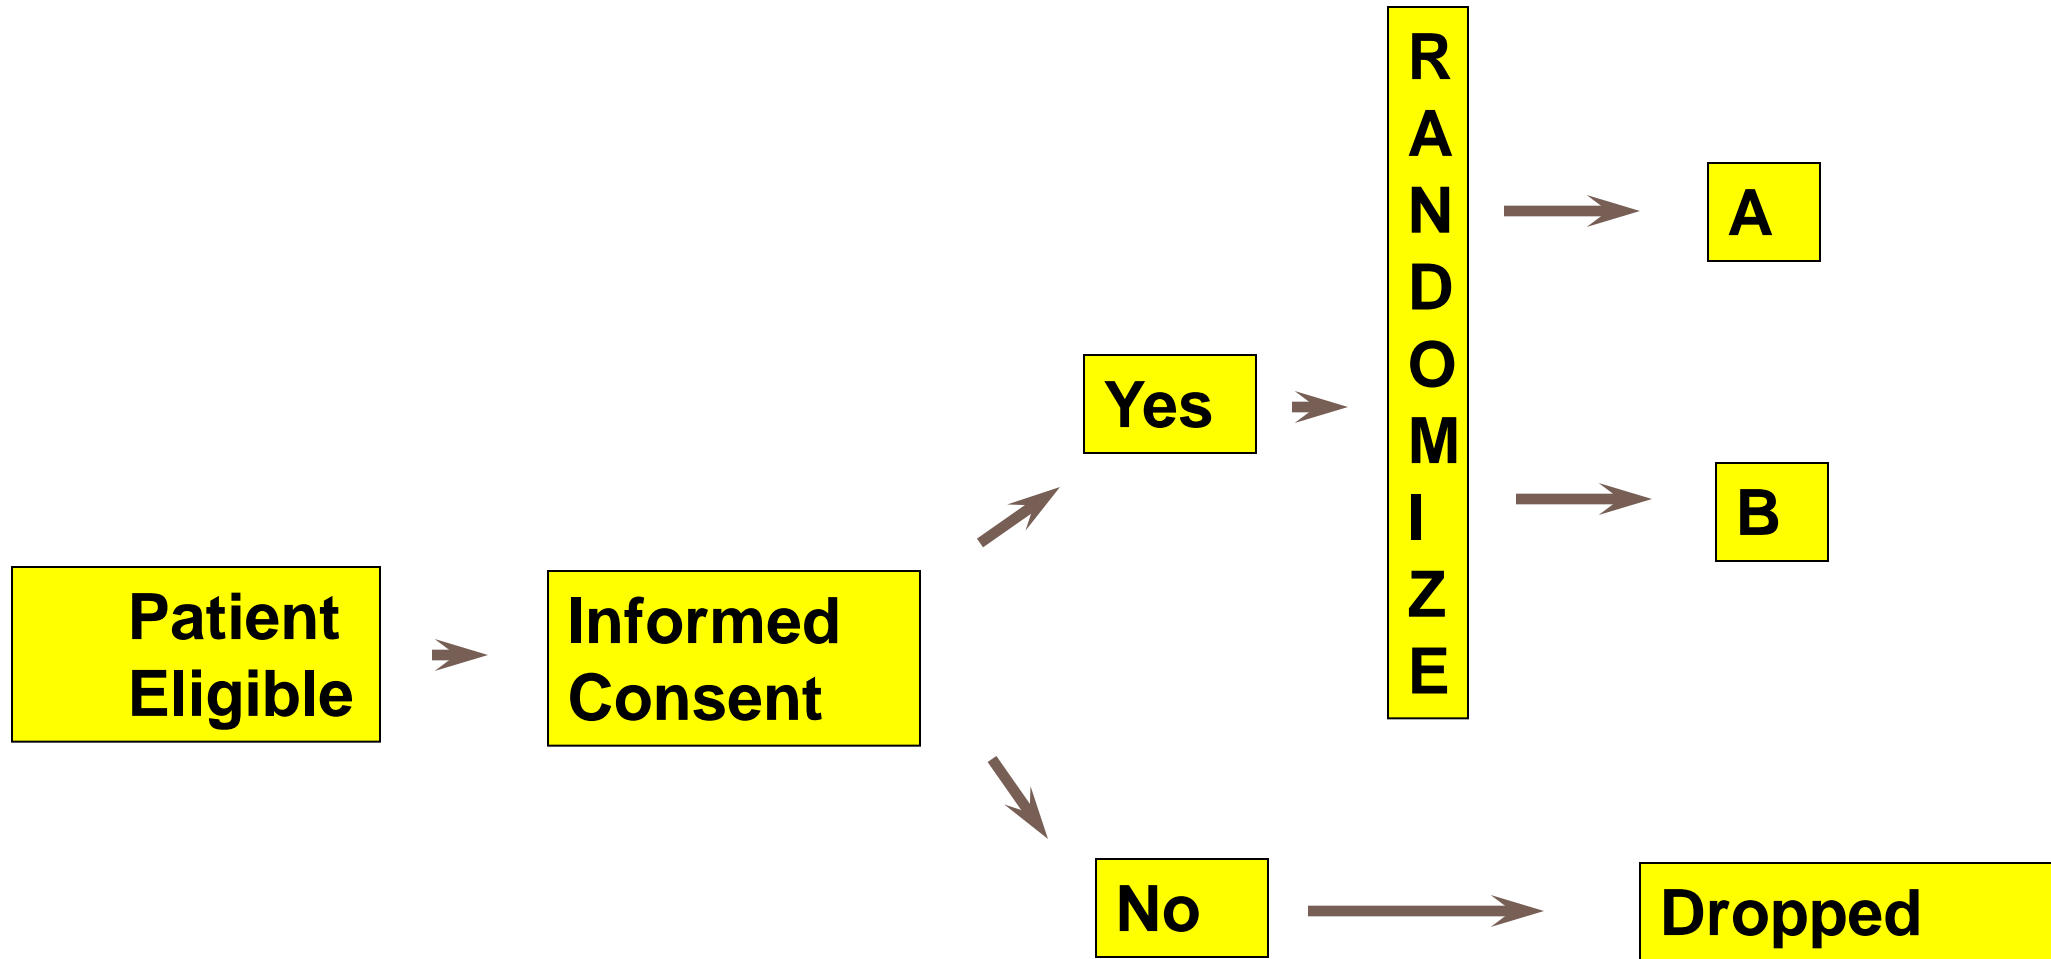 Patient
Eligible
Informed
Consent
Yes
No
R
A
N
D
O
M
I
Z
E
A
B
Dropped